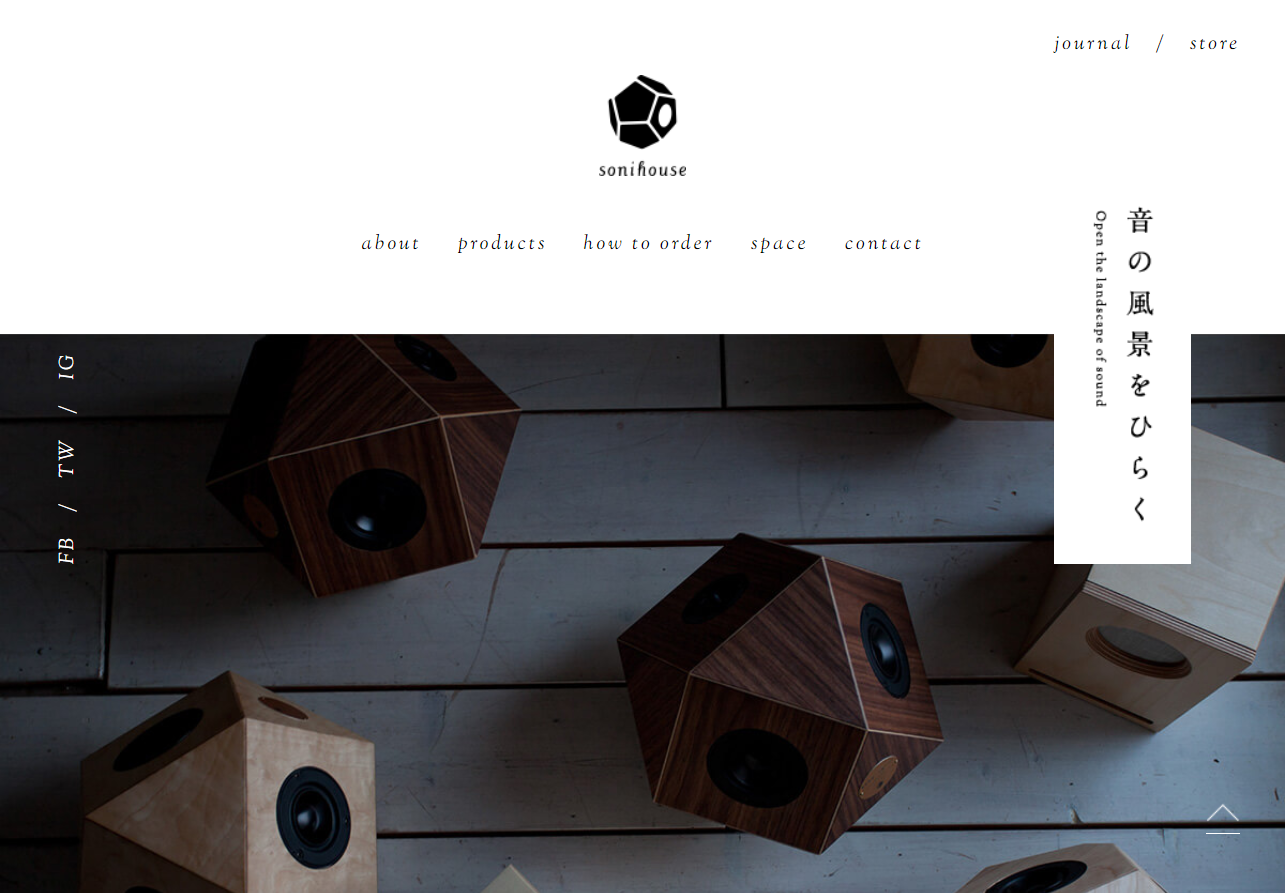 journal / store
sonihouse
about products how to order space contact
音の風景をひらく
Open the landscape of sound
FB / TW / IG